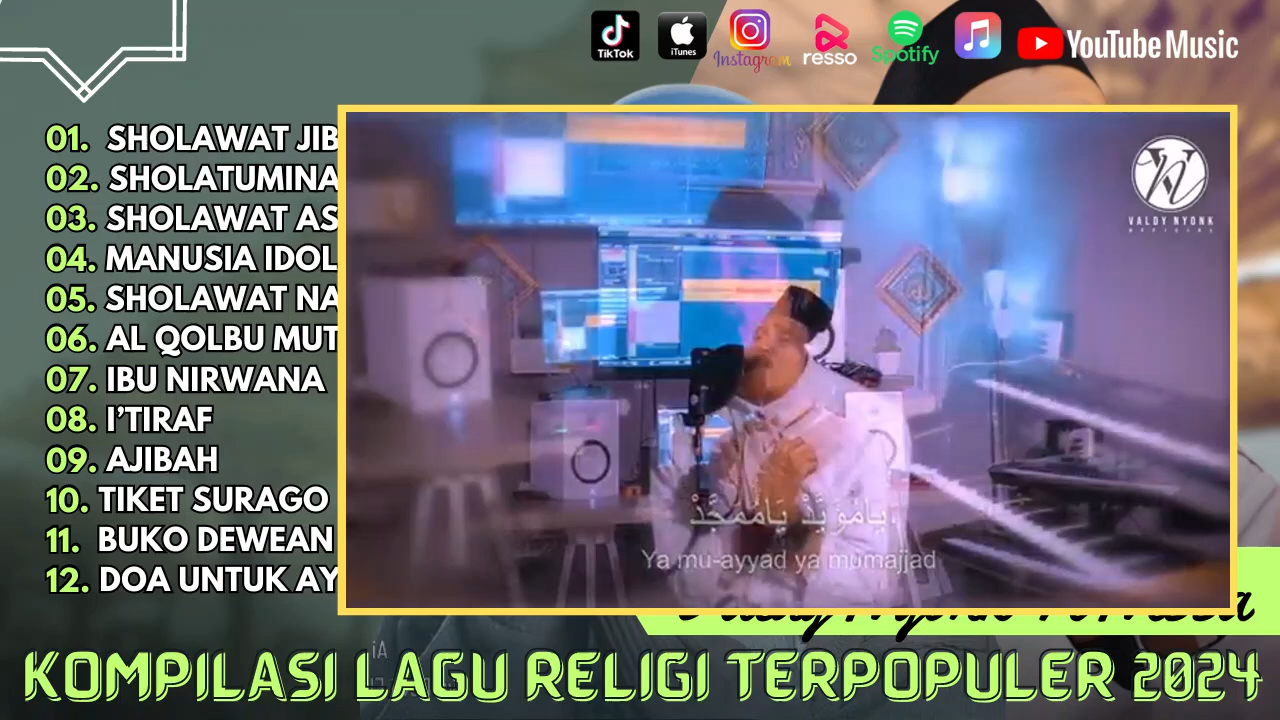 TikTok
iTunes
Instagram
resso
Spotify
YouTube Music
01. SHOLAWAT JIB
02. SHOLATUMINA
03. SHOLAWAT AS
04. MANUSIA IDOL
05. SHOLAWAT NA
06. AL QOLBU MUT
07. IBU NIRWANA
08. I’TIRAF
09. AJIBAH
10. TIKET SURAGO
11. BUKO DEWEAN
12. DOA UNTUK AY
VALDY NYONK
OFFICIAL
يَامُؤَيَّدْ يَامُمَجَّدْ
Ya mu-ayyad ya mumajjad
KOMPILASI LAGU RELIGI TERPOPULER 2024